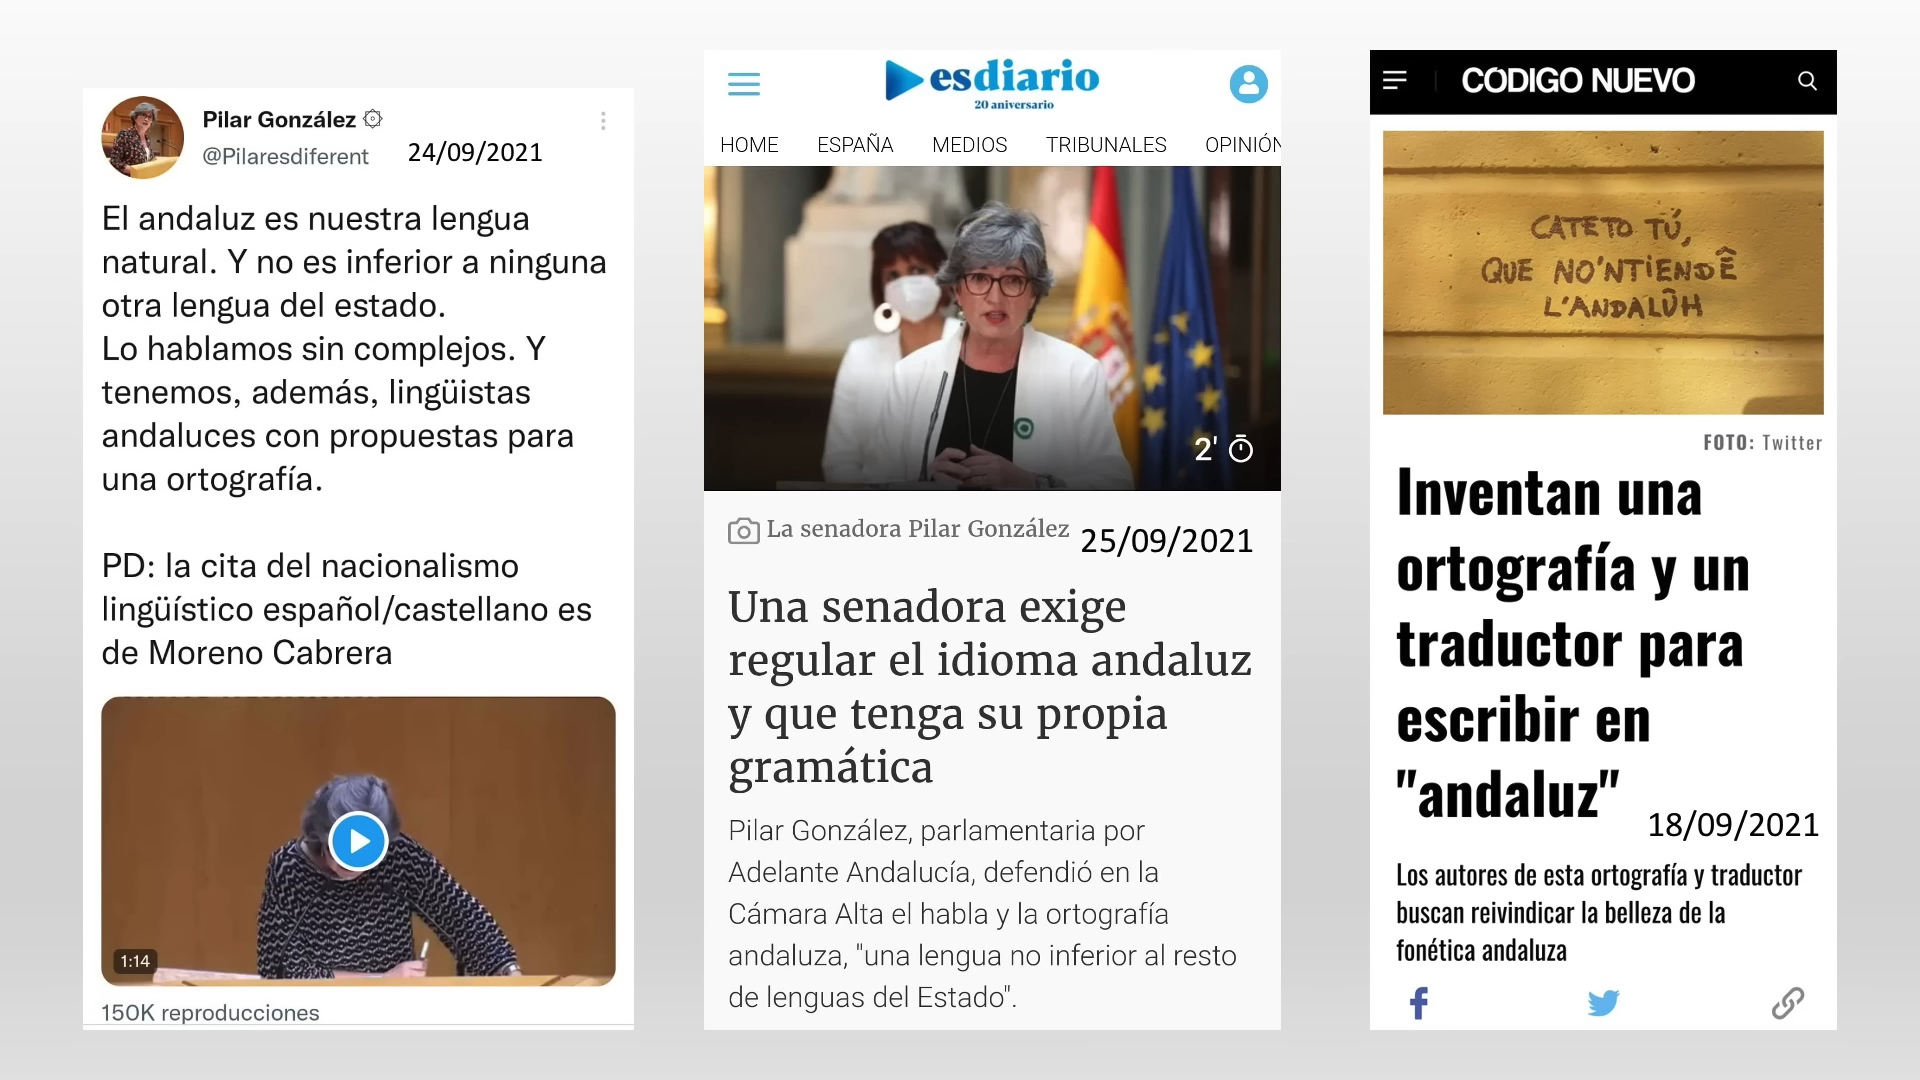 Pilar González
@Pilaresdiferent
24/09/2021
El andaluz es nuestra lengua
natural. Y no es inferior a ninguna
otra lengua del estado.
Lo hablamos sin complejos. Y
tenemos, además, lingüistas
andaluces con propuestas para
una ortografía.
PD: la cita del nacionalismo
lingüístico español/castellano es
de Moreno Cabrera
1:14
150K reproducciones
esdiario
20 aniversario
HOME ESPAÑA MEDIOS TRIBUNALES OPINIÓN
2'
La senadora Pilar González
25/09/2021
Una senadora exige
regular el idioma andaluz
y que tenga su propia
gramática
Pilar González, parlamentaria por
Adelante Andalucía, defendió en la
Cámara Alta el habla y la ortografía
andaluza, "una lengua no inferior al resto
de lenguas del Estado".
CÓDIGO NUEVO
CATETO TÚ,
QUE NO'NTIENDÊ
L'ANDALÛH
FOTO: Twitter
Inventan una
ortografía y un
traductor para
escribir en
"andaluz"
18/09/2021
Los autores de esta ortografía y traductor
buscan reivindicar la belleza de la
fonética andaluza